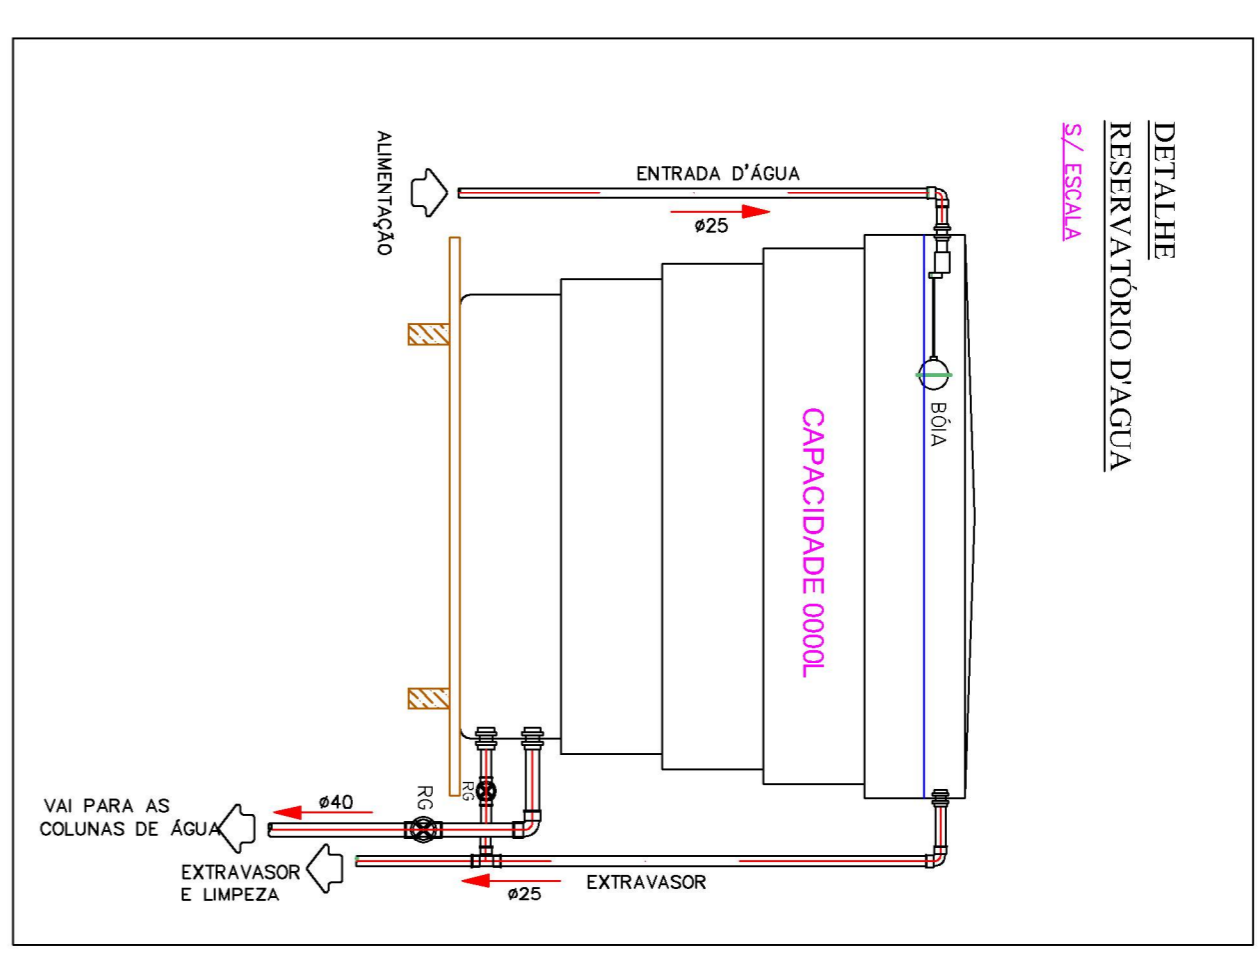 DETALHE
RESERVATÓRIO D'AGUA
S/ ESCALA
ALIMENTAÇÃO
ENTRADA D'ÁGUA
ø25
BÓIA
CAPACIDADE 0000L
RG
RG
ø40
VAI PARA AS
COLUNAS DE ÁGUA
EXTRAVASOR
E LIMPEZA
ø25
EXTRAVASOR